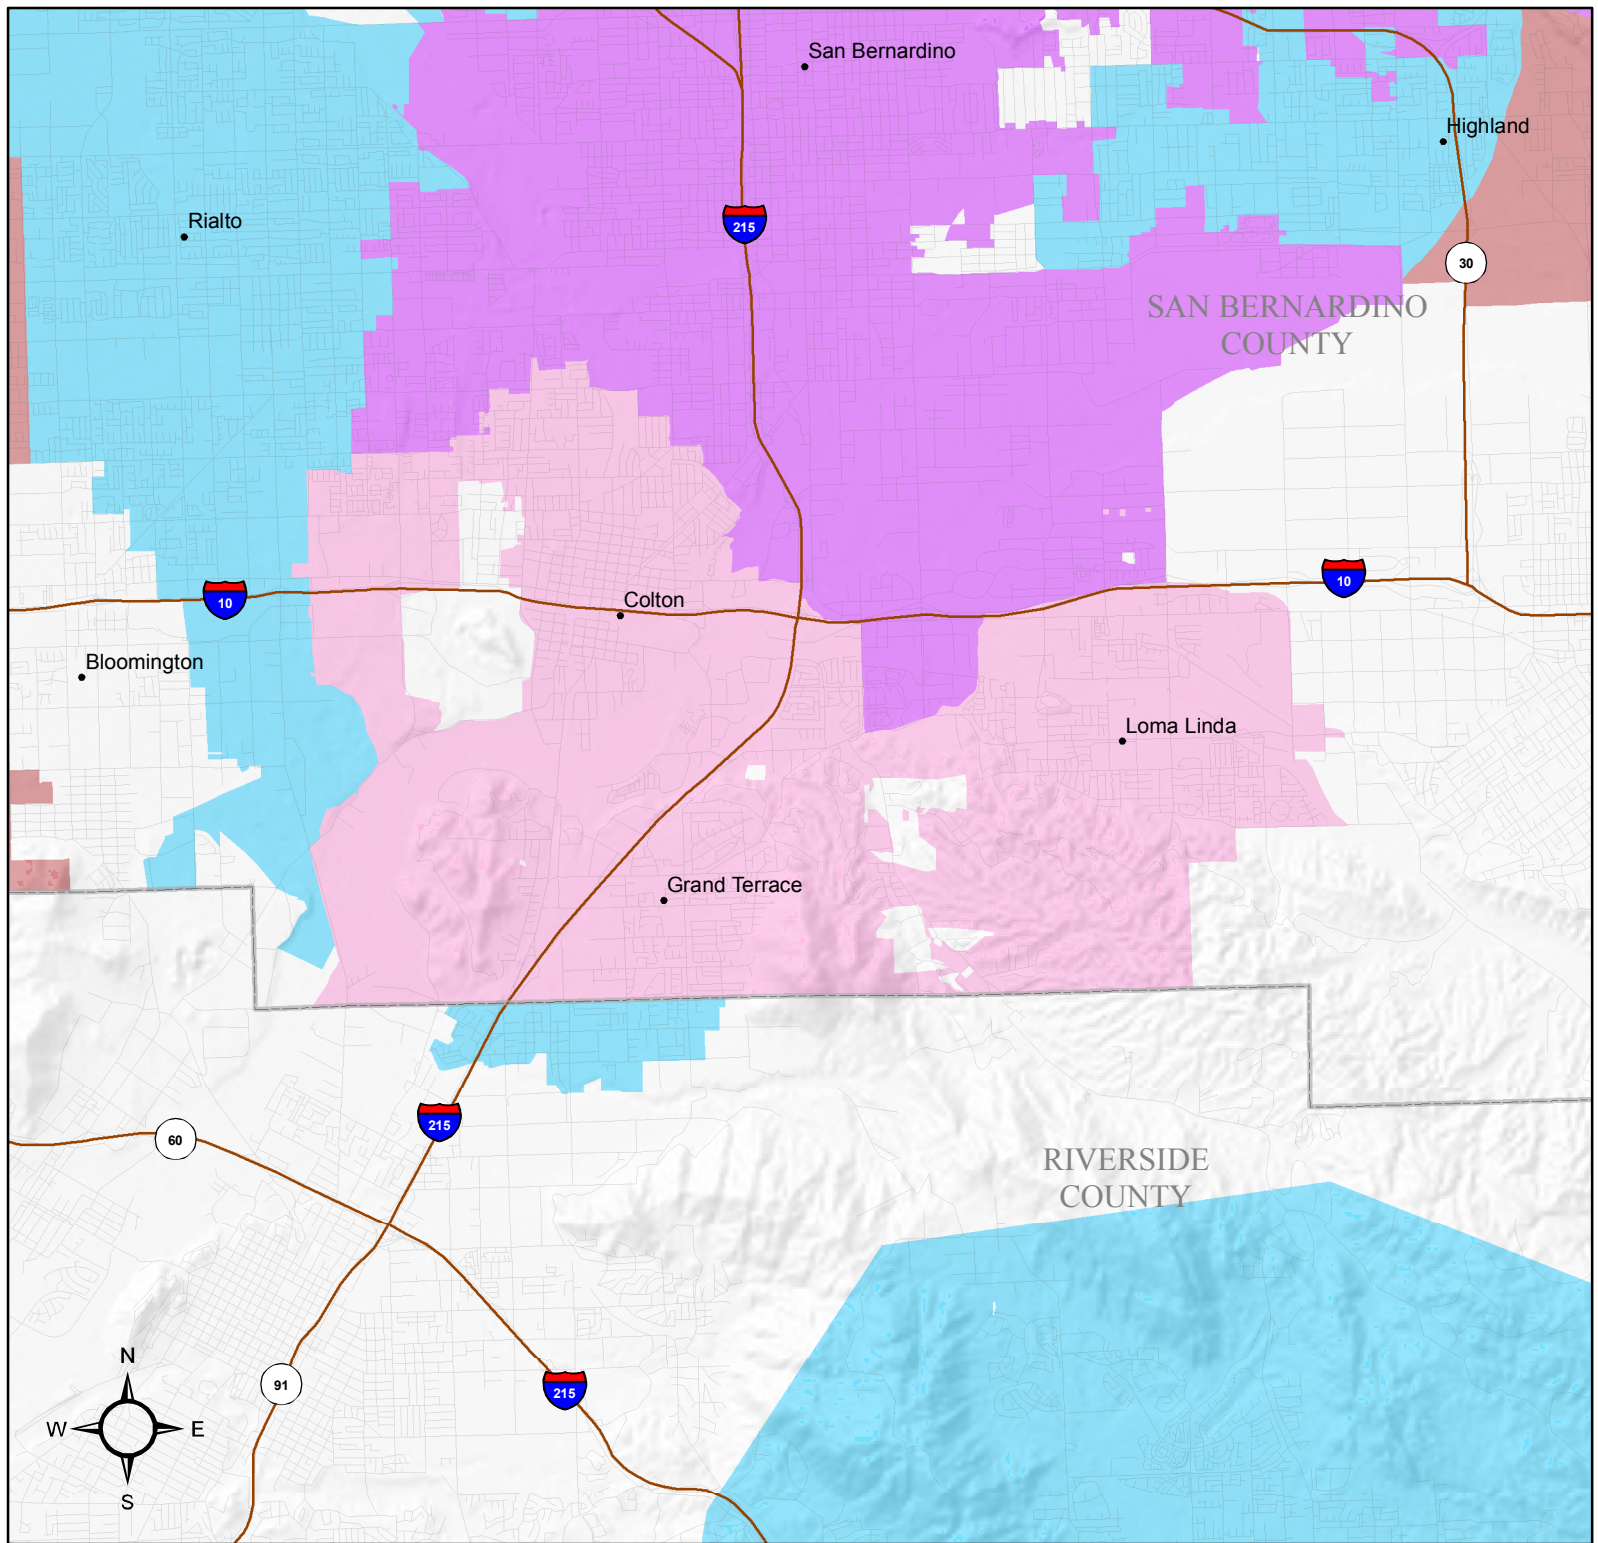 San Bernardino
Highland
Rialto
215
30
SAN BERNARDINO
COUNTY
10
10
Colton
Bloomington
Loma Linda
Grand Terrace
215
60
RIVERSIDE
COUNTY
N
W E
S
91
215